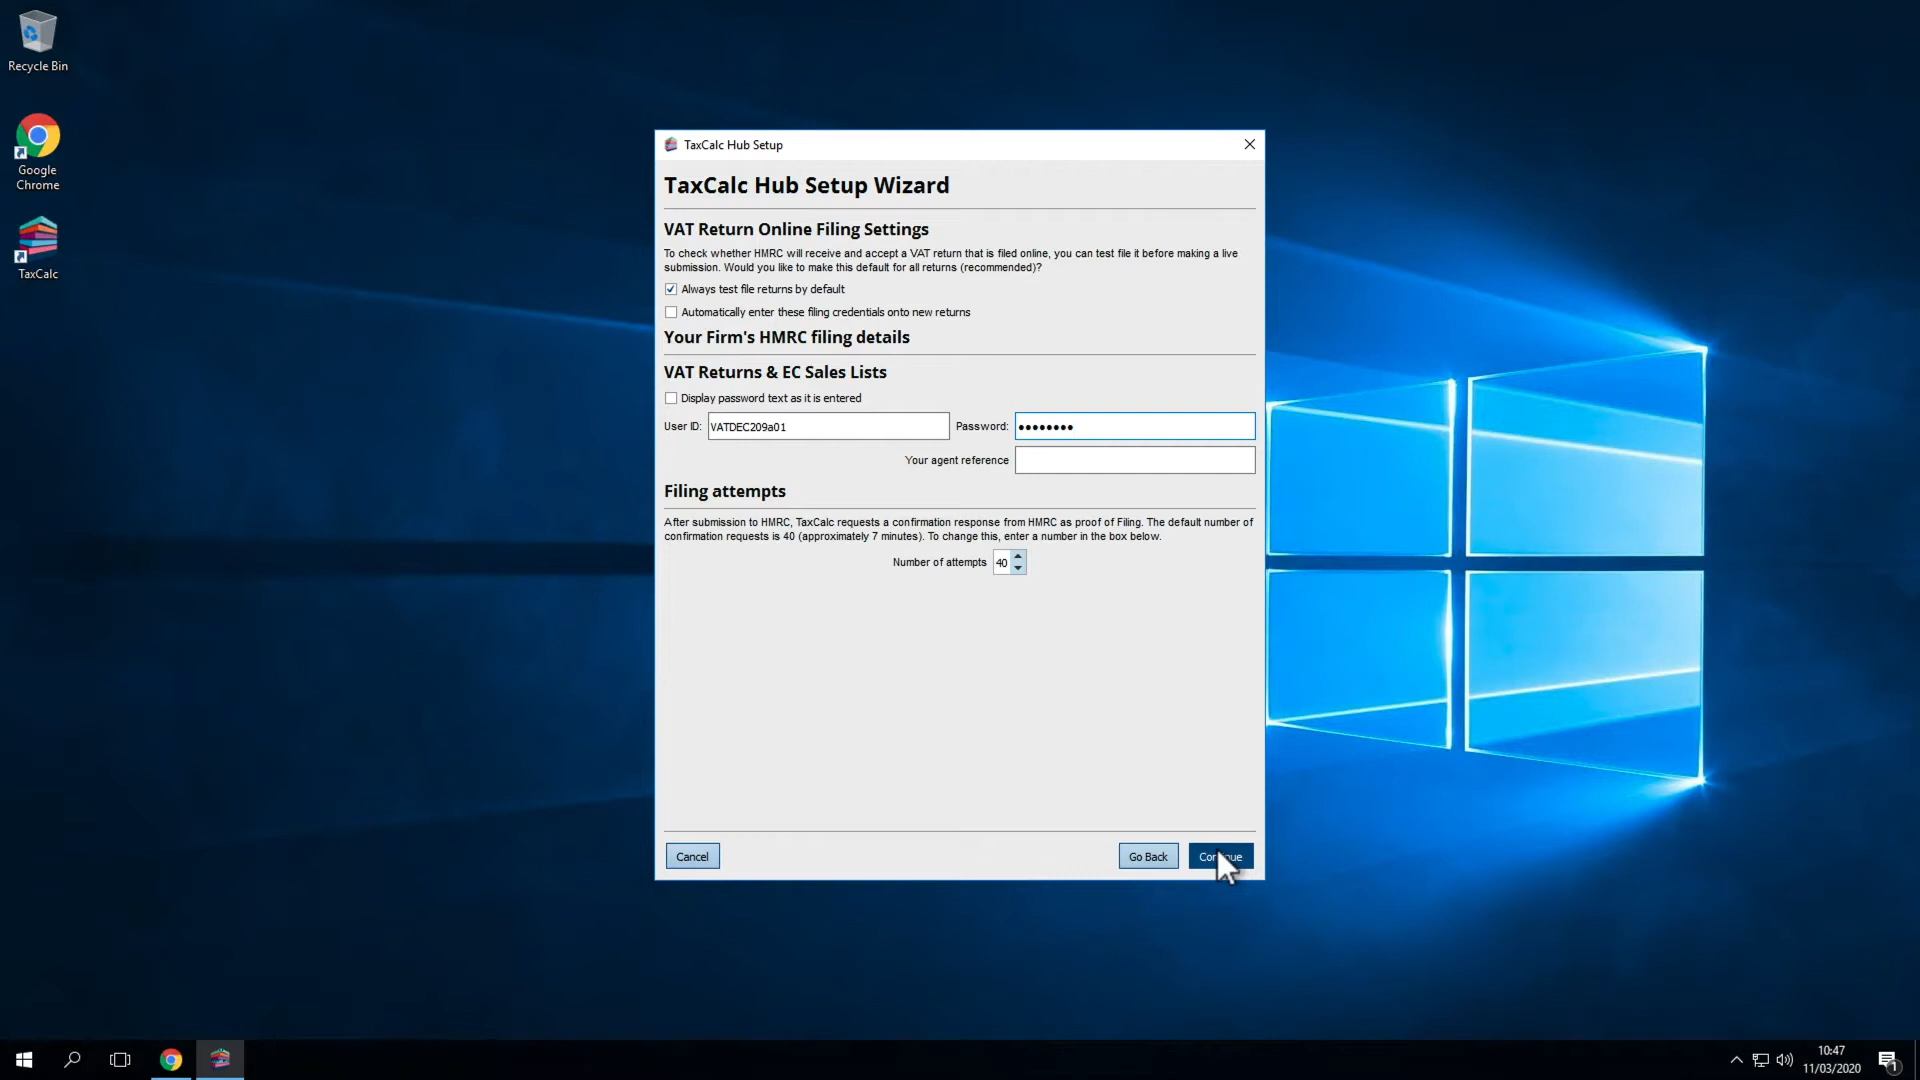 Recycle Bin
Google
Chrome
TaxCalc
TaxCalc Hub Setup
TaxCalc Hub Setup Wizard
VAT Return Online Filing Settings
To check whether HMRC will receive and accept a VAT return that is filed online, you can test file it before making a live
submission. Would you like to make this default for all returns (recommended)?
Always test file returns by default
Automatically enter these filing credentials onto new returns
Your Firm's HMRC filing details
VAT Returns & EC Sales Lists
Display password text as it is entered
User ID: VATDEC209a01 Password: ••••••••
Your agent reference
Filing attempts
After submission to HMRC, TaxCalc requests a confirmation response from HMRC as proof of Filing. The default number of
confirmation requests is 40 (approximately 7 minutes). To change this, enter a number in the box below.
Number of attempts 40
Cancel Go Back Continue
10:47
11/03/2020
1